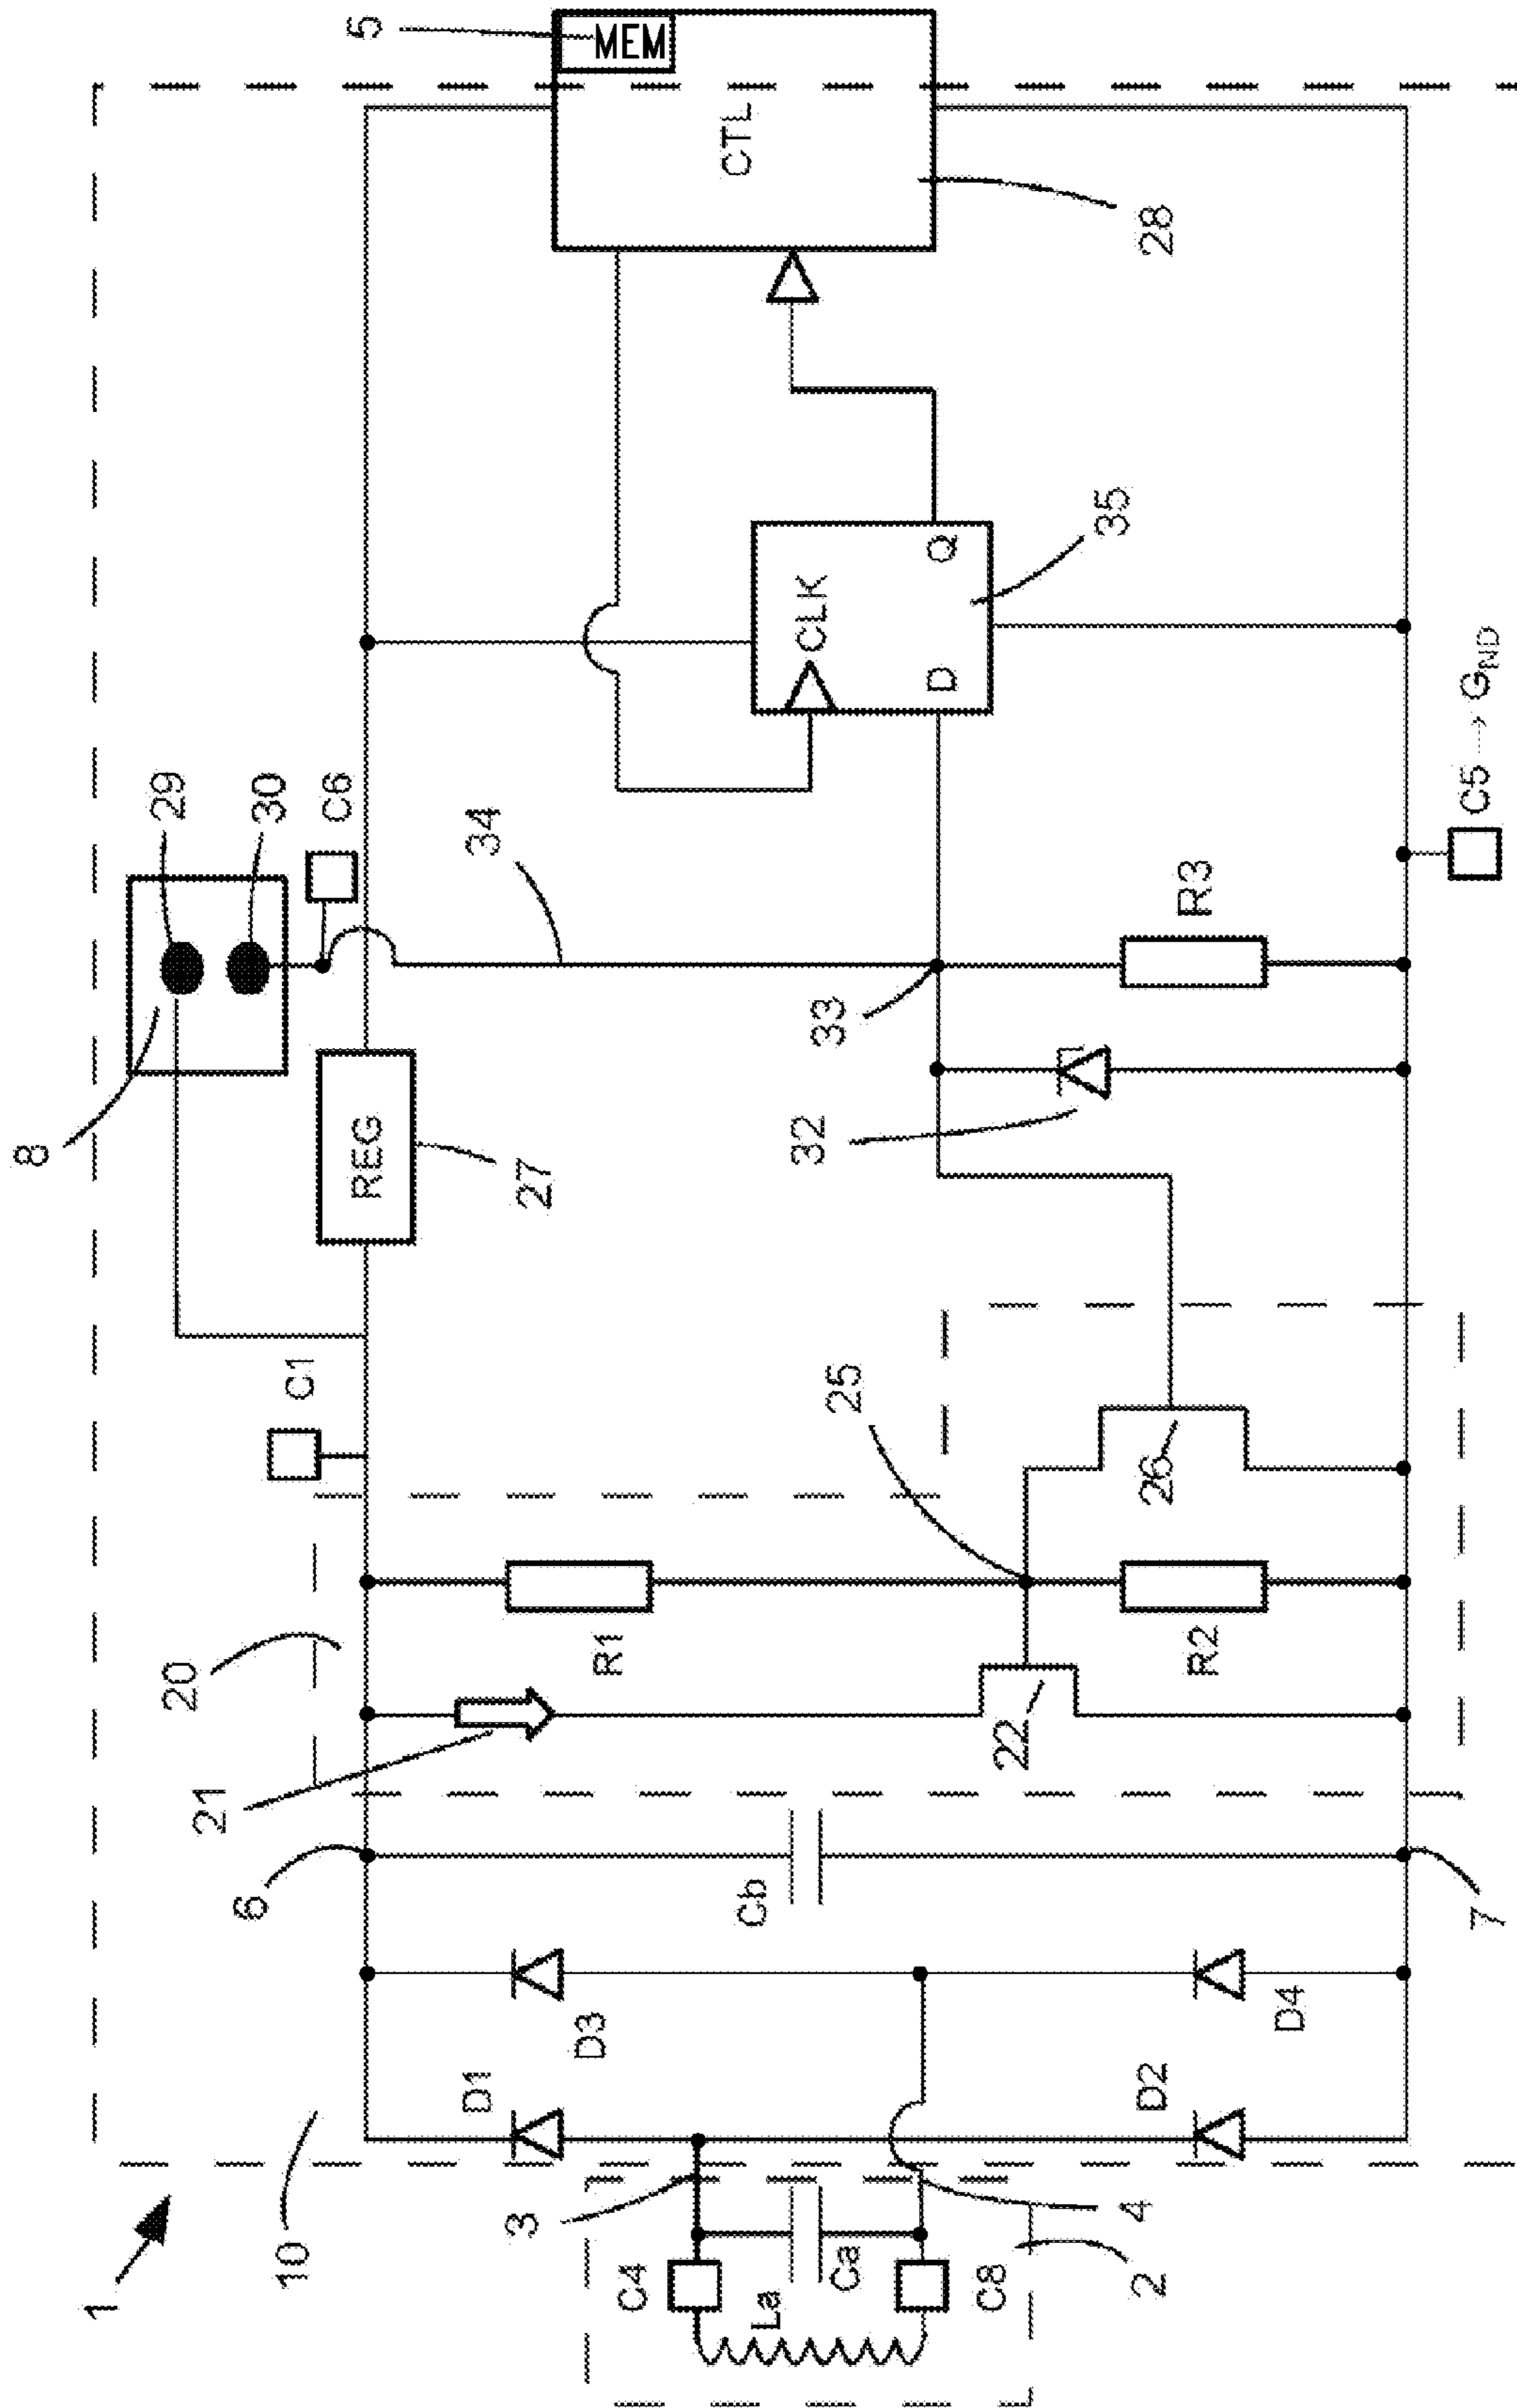 1
10
2
3
4
C4
C8
La
Ca
D1
D2
D3
D4
Cb
6
7
20
21
22
R1
R2
25
26
C1
8
29
30
C6
REG
27
34
33
32
R3
C5 → GND
CLK
D
Q
35
CTL
28
MEM
5